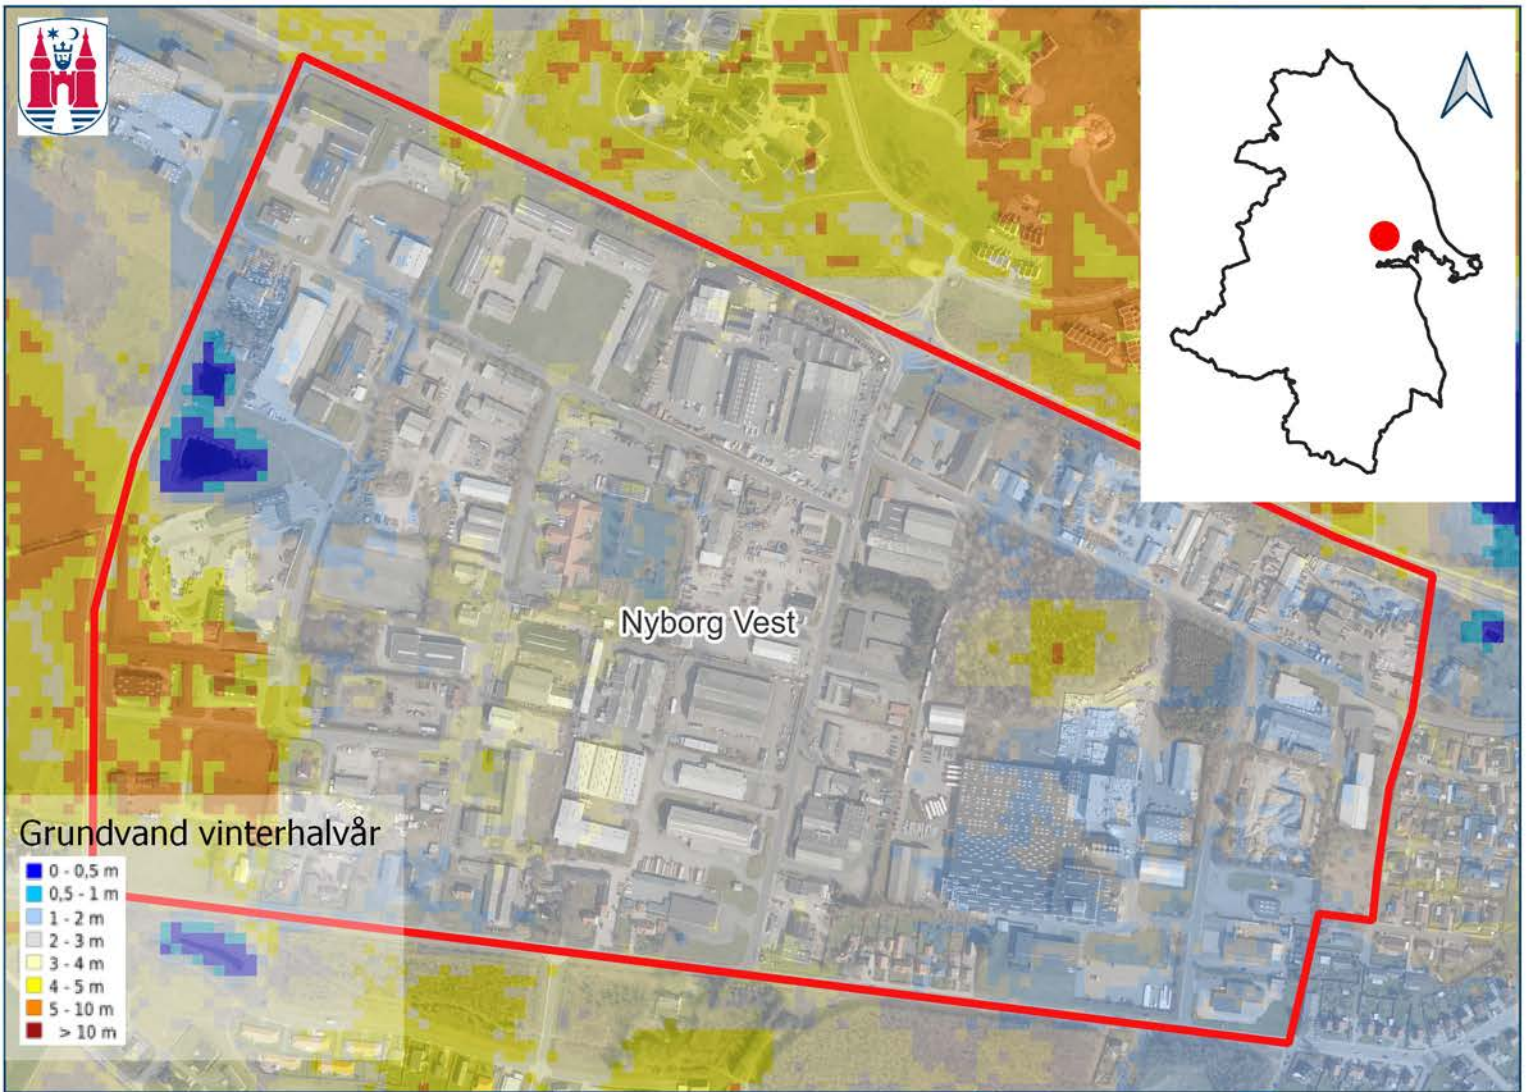 Nyborg Vest
Grundvand vinterhalvår
0 - 0,5 m
0,5 - 1 m
1 - 2 m
2 - 3 m
3 - 4 m
4 - 5 m
5 - 10 m
> 10 m